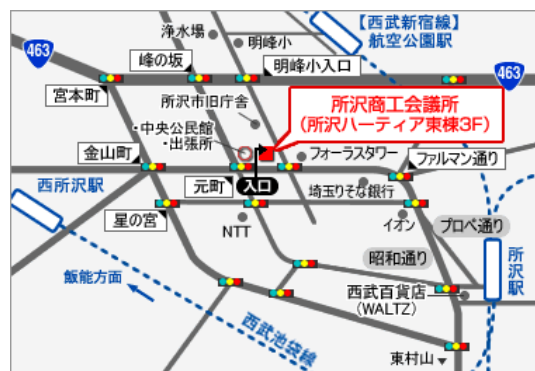 浄水場
明峰小
【西武新宿線】
航空公園駅
463
峰の坂
明峰小入口
463
宮本町
所沢市旧庁舎
所沢商工会議所
（所沢ハーティア東棟3F）
・中央公民館
・出張所
金山町
フォーラスタワー
ファルマン通り
西所沢駅
元町
入口
埼玉りそな銀行
星の宮
NTT
イオン
プロペ通り
昭和通り
所沢駅
飯能方面
西武百貨店
（WALTZ）
西武池袋線
東村山